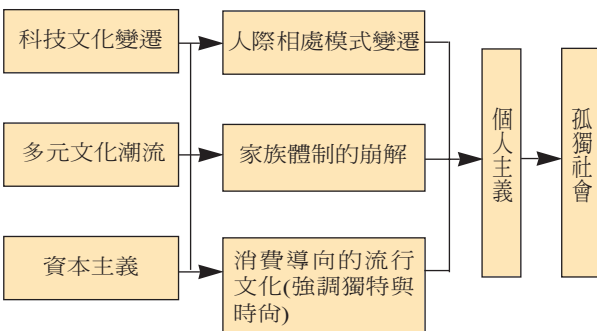 科技文化變遷
人際相處模式變遷
多元文化潮流
家族體制的崩解
資本主義
消費導向的流行
文化(強調獨特與
時尚)
個人主義
孤獨社會